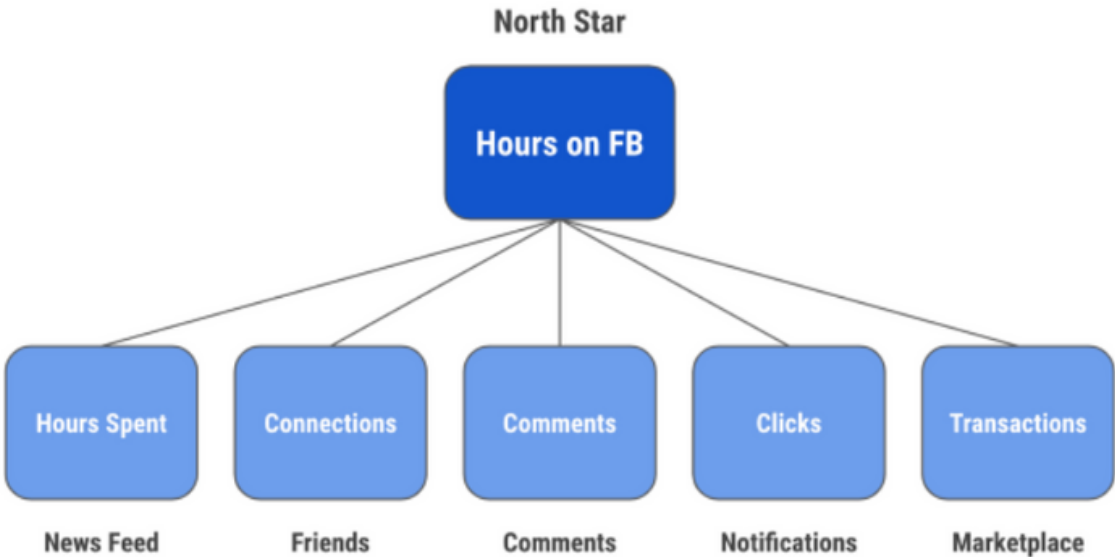 North Star
Hours on FB
Hours Spent
Connections
Comments
Clicks
Transactions
News Feed
Friends
Comments
Notifications
Marketplace